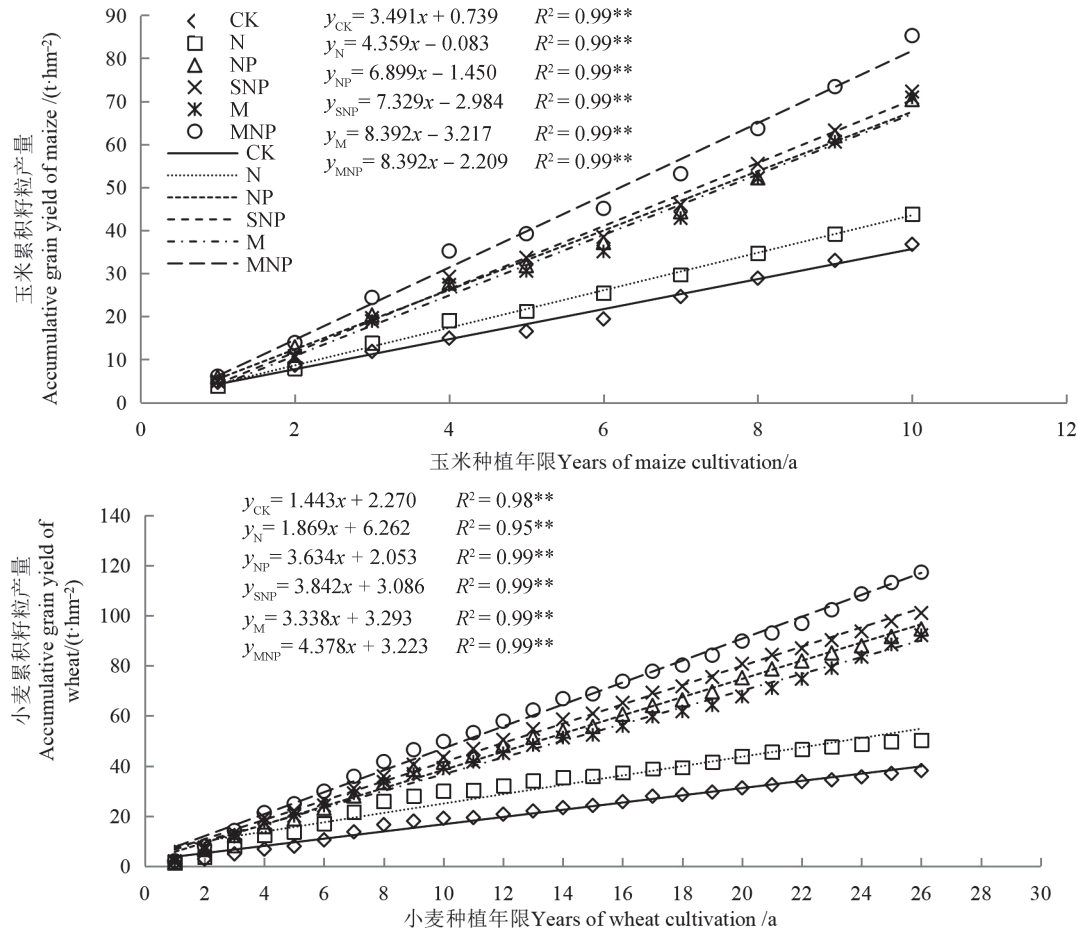 玉米累积籽粒产量
Accumulative grain yield of maize /(t·hm⁻²)
90
80
70
60
50
40
30
20
10
0
CK
N
NP
SNP
M
MNP
CK
N
NP
SNP
M
MNP
y_CK= 3.491x + 0.739 R² = 0.99**
y_N= 4.359x − 0.083 R² = 0.99**
y_NP= 6.899x − 1.450 R² = 0.99**
y_SNP= 7.329x − 2.984 R² = 0.99**
y_M= 8.392x − 3.217 R² = 0.99**
y_MNP= 8.392x − 2.209 R² = 0.99**
0 2 4 6 8 10 12
玉米种植年限Years of maize cultivation/a
小麦累积籽粒产量
Accumulative grain yield of
wheat/(t·hm⁻²)
140
120
100
80
60
40
20
0
y_CK= 1.443x + 2.270 R² = 0.98**
y_N= 1.869x + 6.262 R² = 0.95**
y_NP= 3.634x + 2.053 R² = 0.99**
y_SNP= 3.842x + 3.086 R² = 0.99**
y_M= 3.338x + 3.293 R² = 0.99**
y_MNP= 4.378x + 3.223 R² = 0.99**
0 2 4 6 8 10 12 14 16 18 20 22 24 26 28 30
小麦种植年限Years of wheat cultivation /a